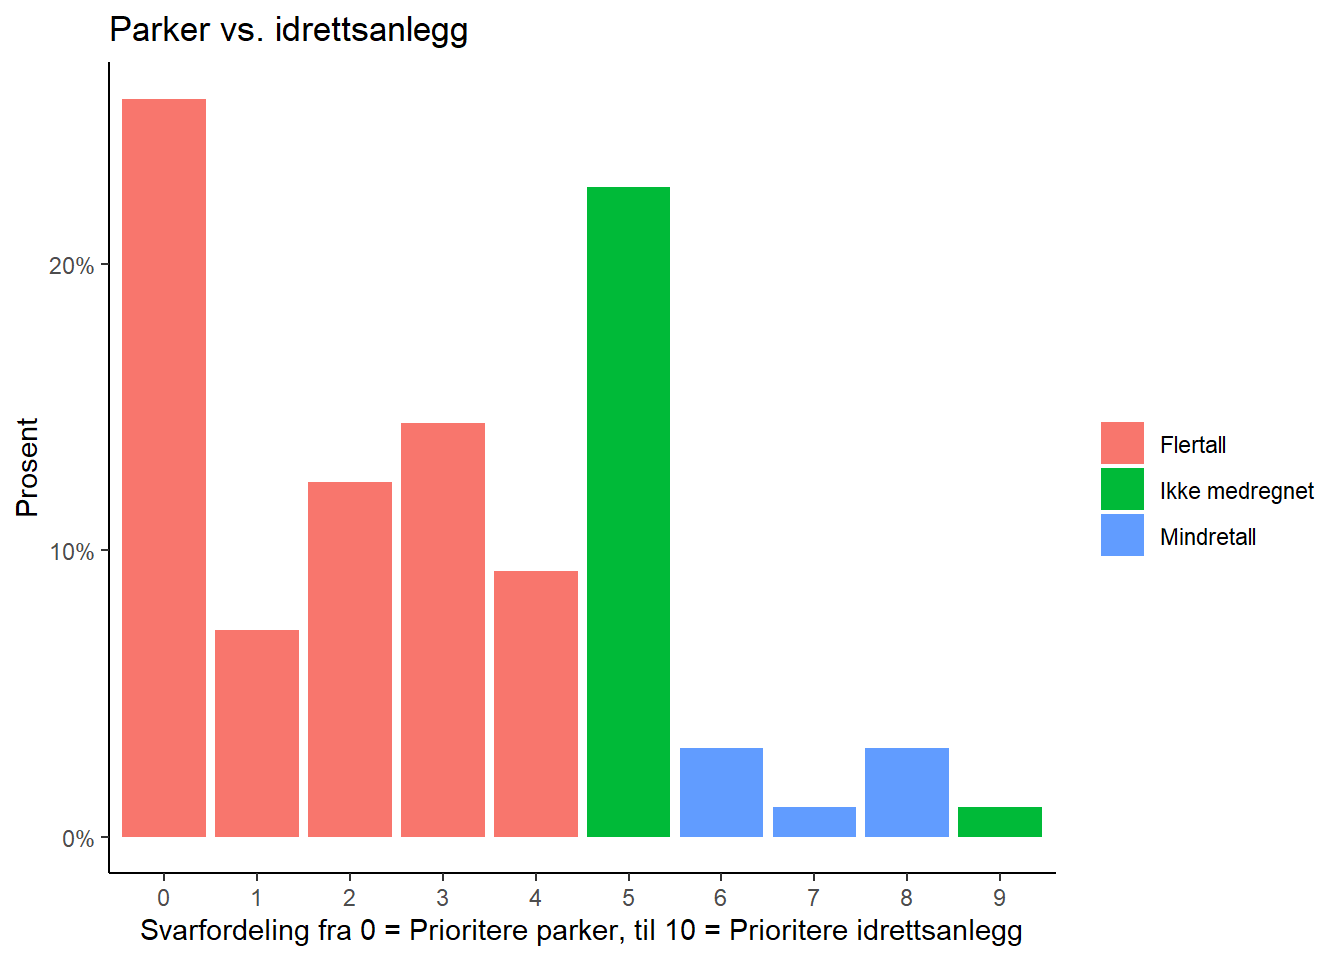 Parker vs. idrettsanlegg
Prosent
20%
10%
0%
0 1 2 3 4 5 6 7 8 9
Svarfordeling fra 0 = Prioritere parker, til 10 = Prioritere idrettsanlegg
Flertall
Ikke medregnet
Mindretall